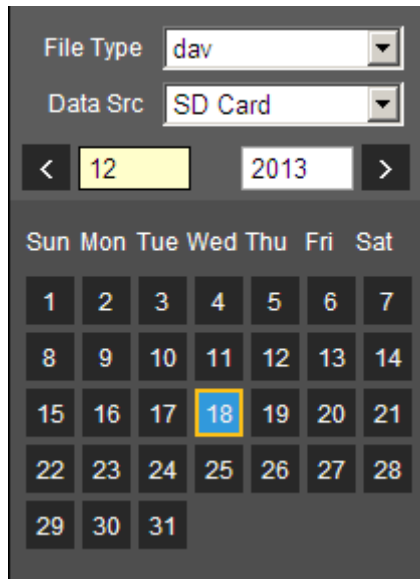 File Type dav
Data Src SD Card
< 12 2013 >
Sun Mon Tue Wed Thu Fri Sat
1 2 3 4 5 6 7
8 9 10 11 12 13 14
15 16 17 18 19 20 21
22 23 24 25 26 27 28
29 30 31